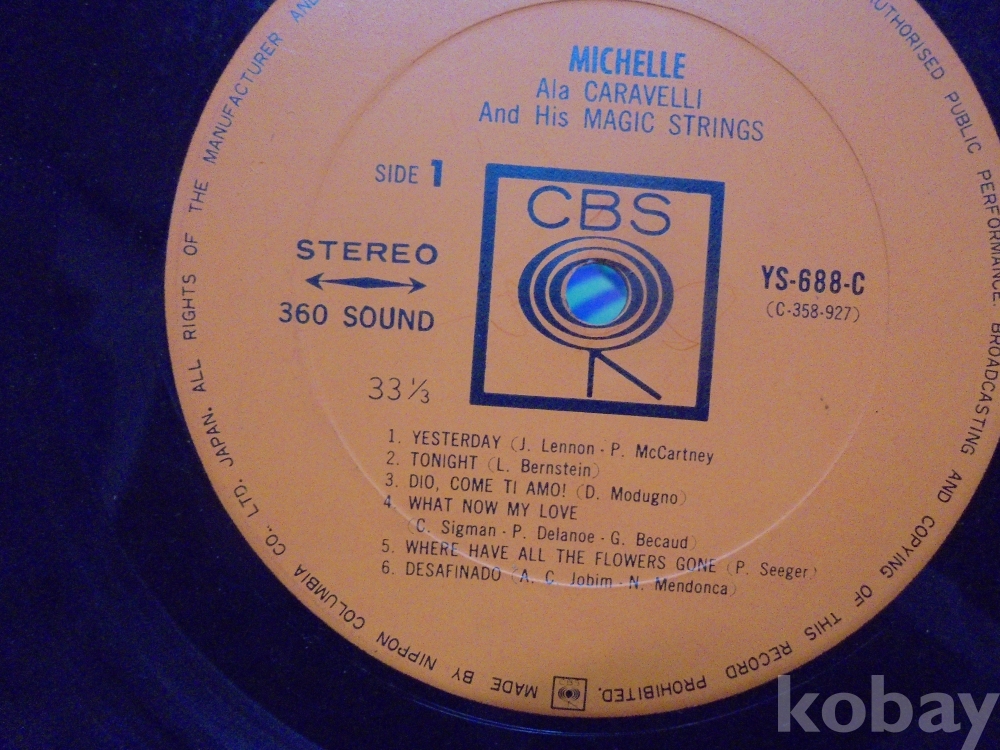 MICHELLE
Ala CARAVELLI
And His MAGIC STRINGS
SIDE 1
CBS
STEREO
360 SOUND
YS-688-C
(C-358-927)
33 ⅓
1. YESTERDAY (J. Lennon · P. McCartney
2. TONIGHT (L. Bernstein)
3. DIO, COME TI AMO! (D. Modugno)
4. WHAT NOW MY LOVE
(C. Sigman · P. Delanoe · G. Becaud)
5. WHERE HAVE ALL THE FLOWERS GONE (P. Seeger)
6. DESAFINADO (A. C. Jobim · N. Mendonca)
MADE BY NIPPON COLUMBIA CO., LTD. JAPAN. ALL RIGHTS OF THE MANUFACTURER AND
AUTHORISED PUBLIC PERFORMANCE. BROADCASTING AND COPYING OF THIS RECORD PROHIBITED.
kobay